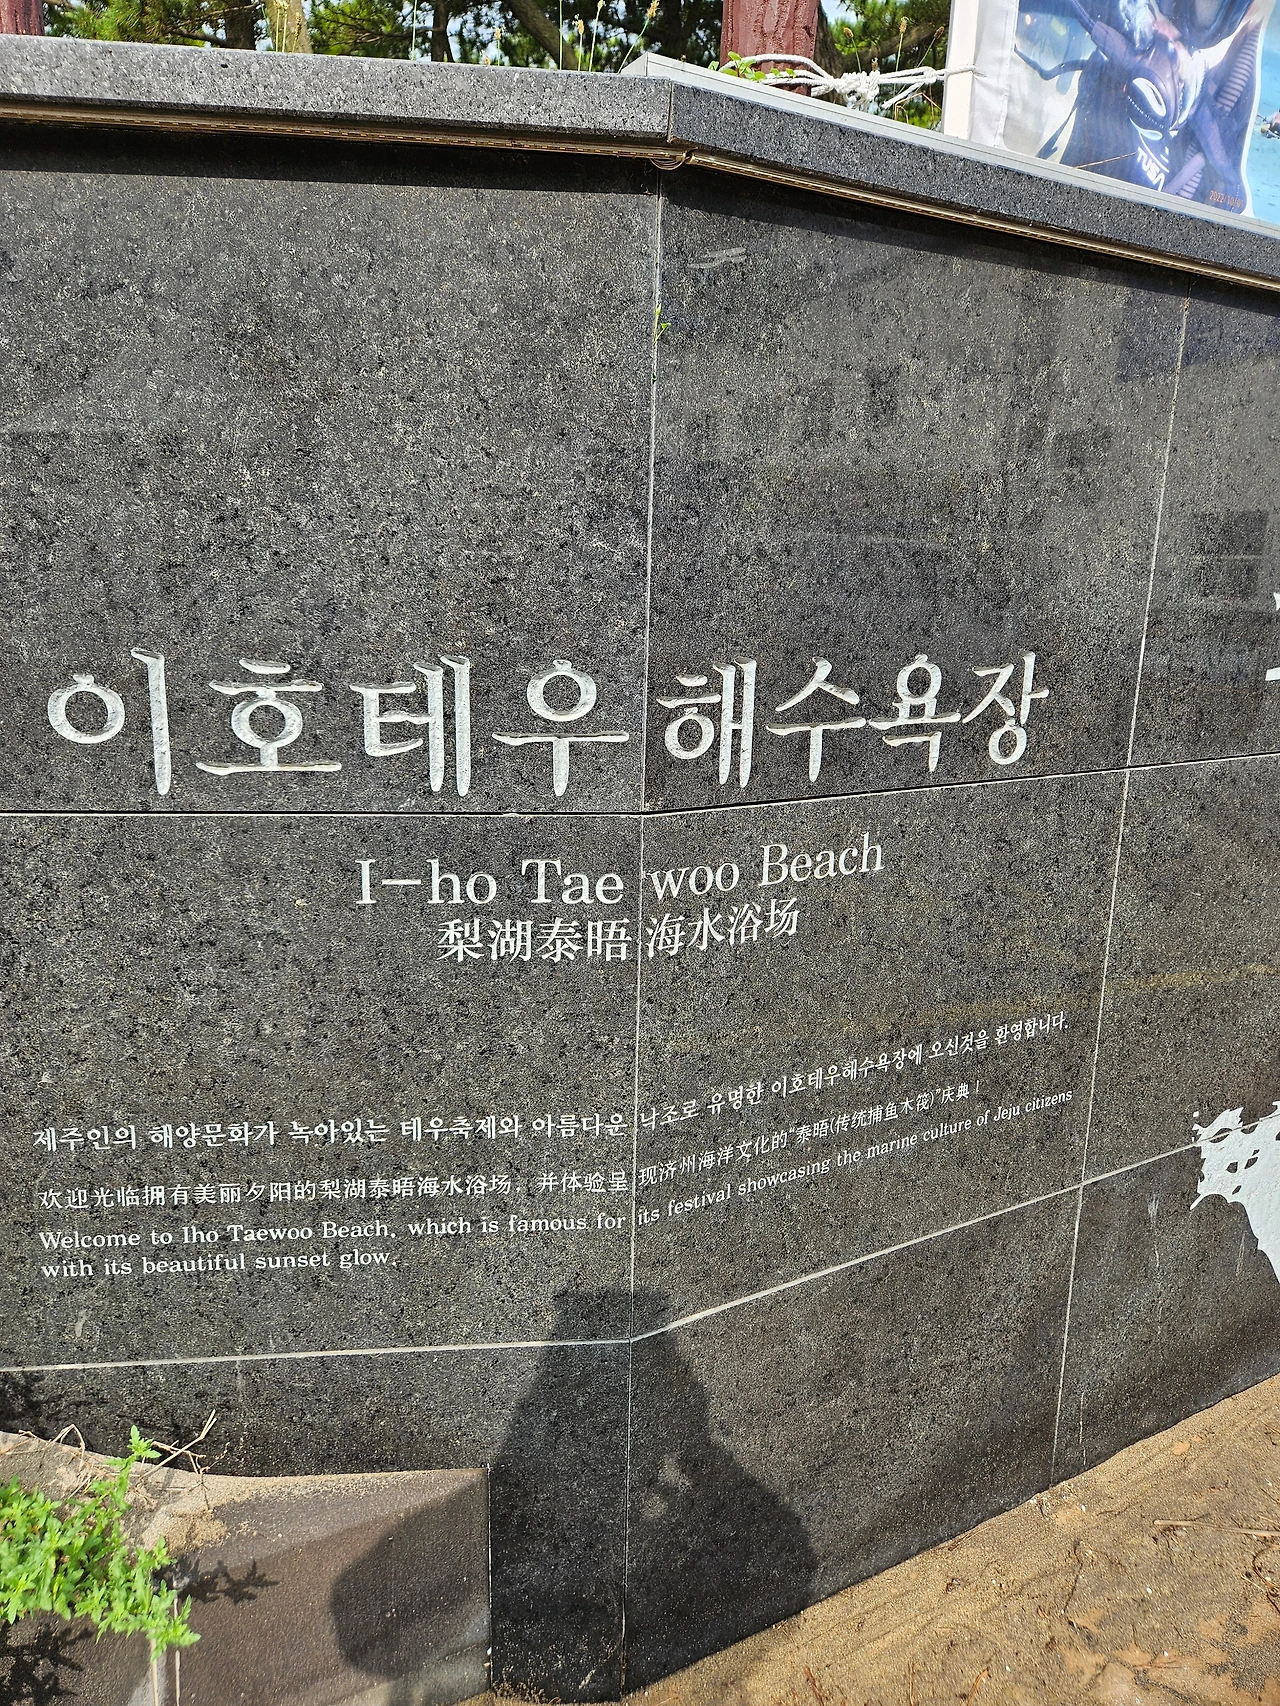 TUSA
이호테우 해수욕장
I-ho Tae woo Beach
梨湖泰晤 海水浴场
제주인의 해양문화가 녹아있는 테우축제와 아름다운 낙조로 유명한 이호테우해수욕장에 오신것을 환영합니다.
欢迎光临拥有美丽夕阳的梨湖泰晤海水浴场，并体验呈现济州海洋文化的“泰晤(传统捕鱼木筏)”庆典！
Welcome to Iho Taewoo Beach, which is famous for its festival showcasing the marine culture of Jeju citizens
with its beautiful sunset glow.